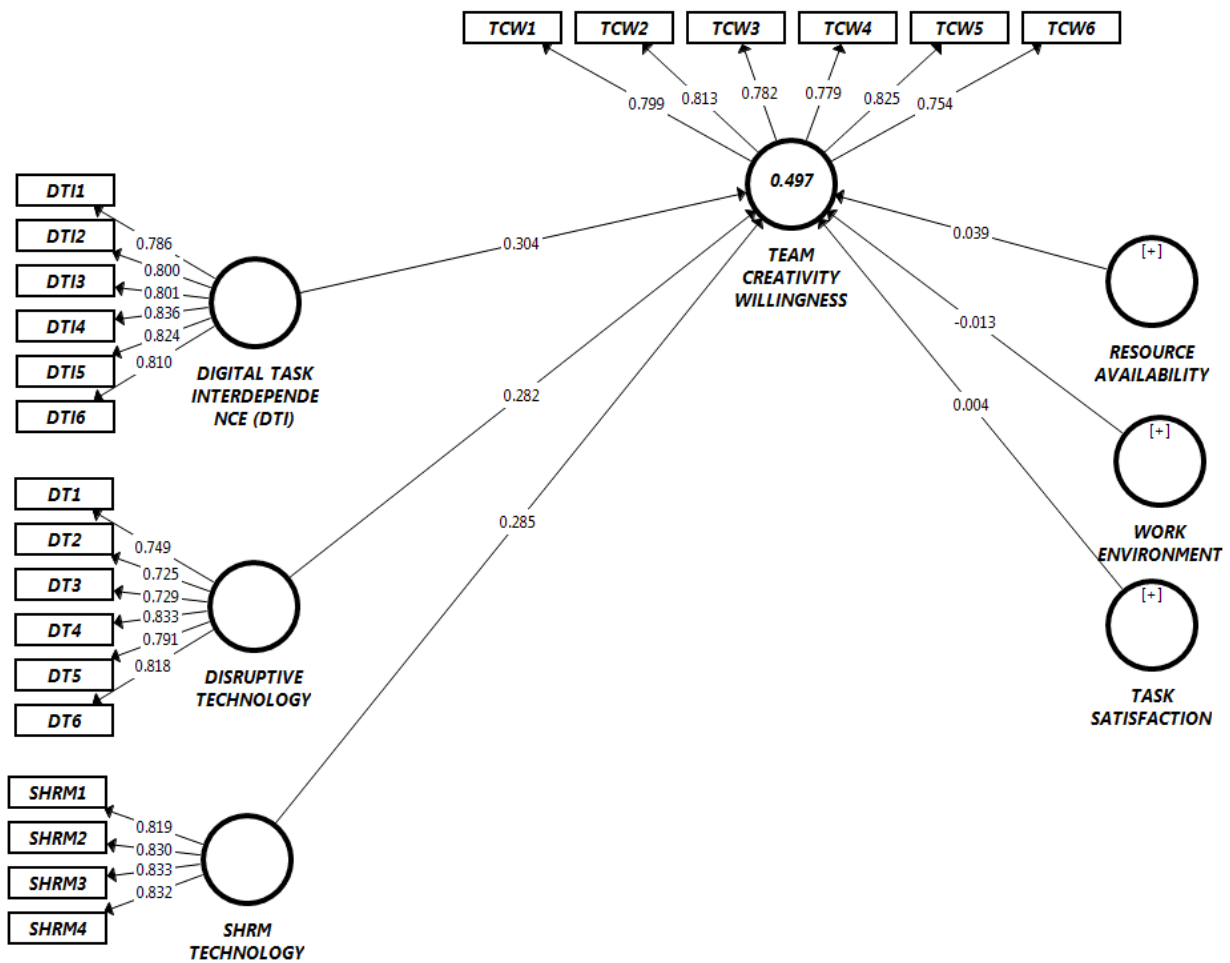 TCW1 TCW2 TCW3 TCW4 TCW5 TCW6
0.799 0.813 0.782 0.779 0.825 0.754
0.497
TEAM
CREATIVITY
WILLINGNESS
DTI1
DTI2
DTI3
DTI4
DTI5
DTI6
0.786
0.800
0.801
0.836
0.824
0.810
DIGITAL TASK
INTERDEPENDE
NCE (DTI)
0.304
DT1
DT2
DT3
DT4
DT5
DT6
0.749
0.725
0.729
0.833
0.791
0.818
DISRUPTIVE
TECHNOLOGY
0.282
SHRM1
SHRM2
SHRM3
SHRM4
0.819
0.830
0.833
0.832
SHRM
TECHNOLOGY
0.285
0.039
[+]
RESOURCE
AVAILABILITY
-0.013
[+]
WORK
ENVIRONMENT
0.004
[+]
TASK
SATISFACTION